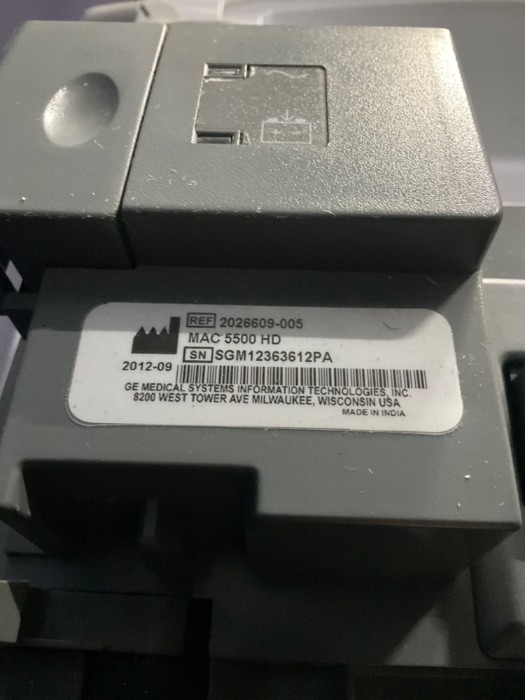 REF 2026609-005
MAC 5500 HD
SN SGM12363612PA
2012-09
GE MEDICAL SYSTEMS INFORMATION TECHNOLOGIES, INC.
8200 WEST TOWER AVE MILWAUKEE, WISCONSIN USA
MADE IN INDIA